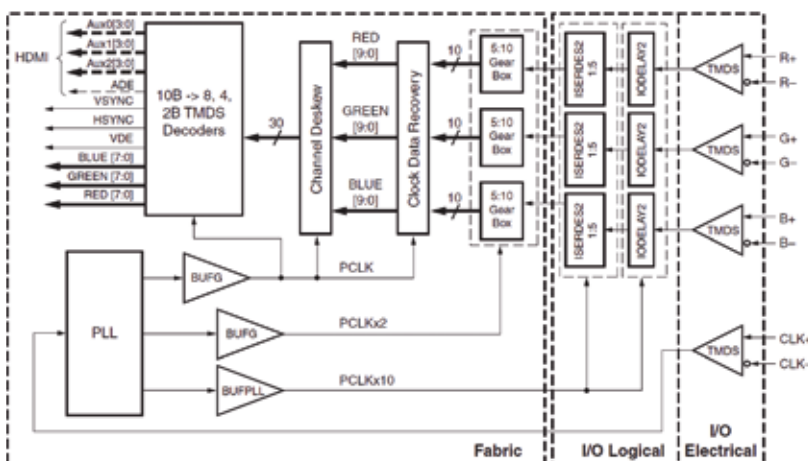 HDMI
Aux0[3:0]
Aux1[3:0]
Aux2[3:0]
ADE
VSYNC
HSYNC
VDE
BLUE [7:0]
GREEN [7:0]
RED [7:0]
10B -> 8, 4,
2B TMDS
Decoders
30
Channel Deskew
RED
[9:0]
GREEN
[9:0]
BLUE
[9:0]
Clock Data Recovery
10
10
10
5:10
Gear
Box
5:10
Gear
Box
5:10
Gear
Box
ISERDES2
1:5
ISERDES2
1:5
ISERDES2
1:5
IODELAY2
IODELAY2
IODELAY2
TMDS
R+
R–
TMDS
G+
G–
TMDS
B+
B–
PLL
BUFG
PCLK
BUFG
PCLKx2
BUFPLL
PCLKx10
TMDS
CLK+
CLK-
Fabric
I/O Logical
I/O
Electrical